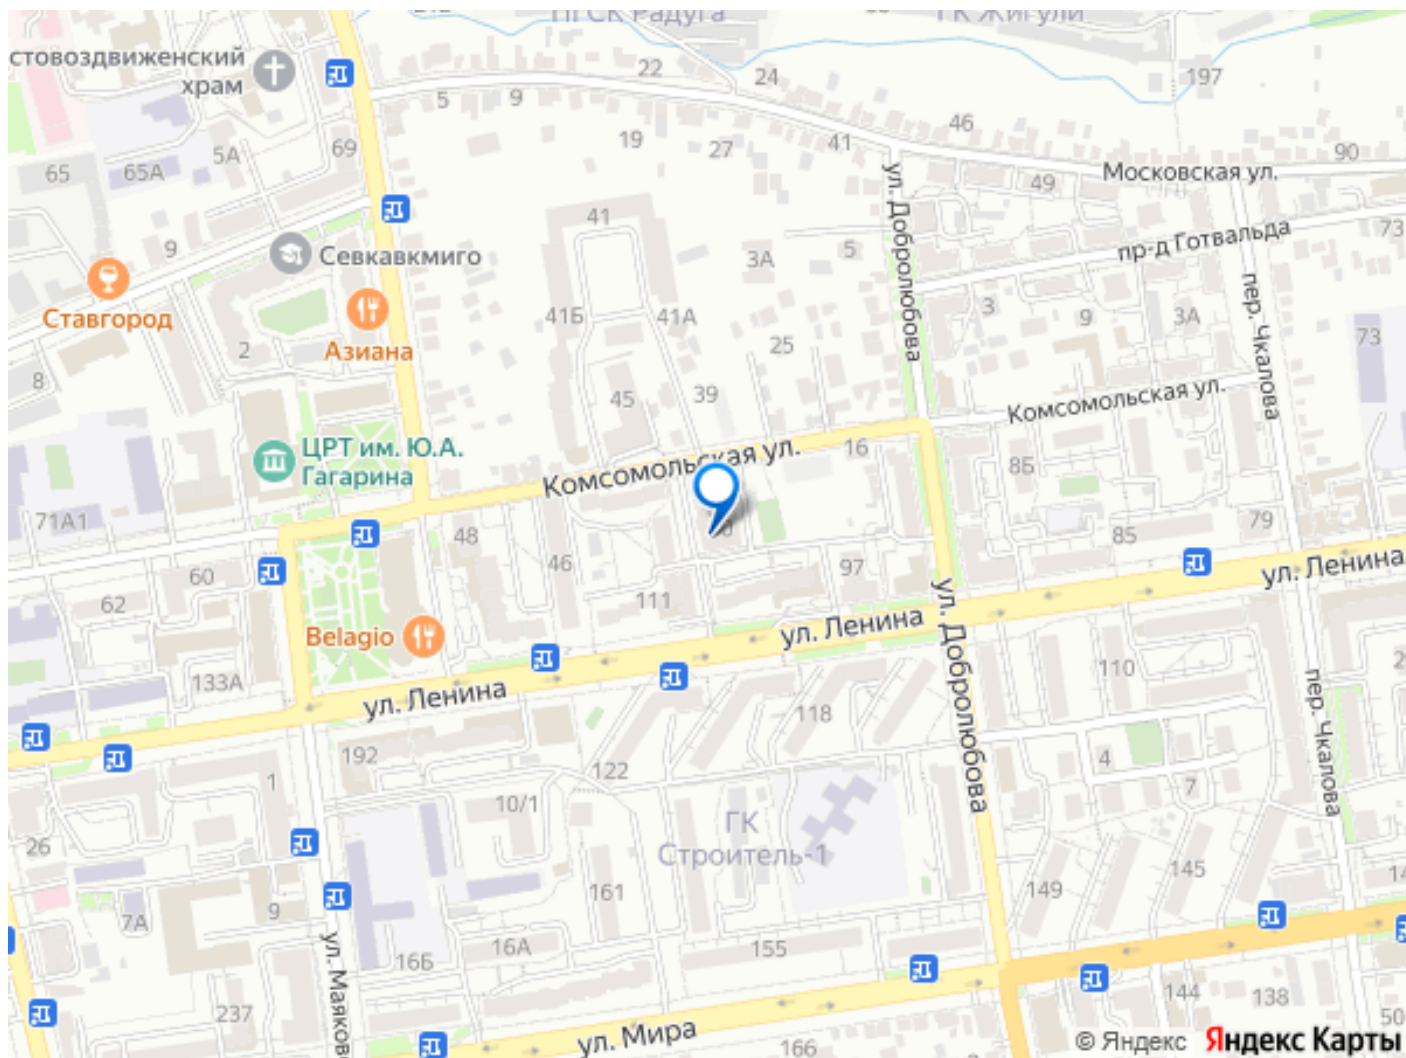 ПГСК Радуга
ГК Жигули
стовоздвиженский
храм
22
24
197
5
9
46
19
27
41
90
Московская ул.
5А
69
65
65А
49
ул. Добролюбова
пр-д Готвальда
73
9
41
3А
5
Севкавкмиго
пер. Чкалова
Ставгород
Азиана
41Б
41А
25
3
9
3А
73
2
8
45
39
Комсомольская ул.
ЦРТ им. Ю.А.
Гагарина
Комсомольская ул.
16
8Б
71А1
48
46
85
79
60
62
111
97
ул. Ленина
ул. Ленина
Belagio
133А
ул. Ленина
ул. Добролюбова
110
118
пер. Чкалова
192
122
4
7
1
10/1
ГК
Строитель-1
26
161
149
145
7А
9
16А
16Б
155
ул. Маяков
237
ул. Мира
166
144
138
50
© Яндекс
Яндекс Карты